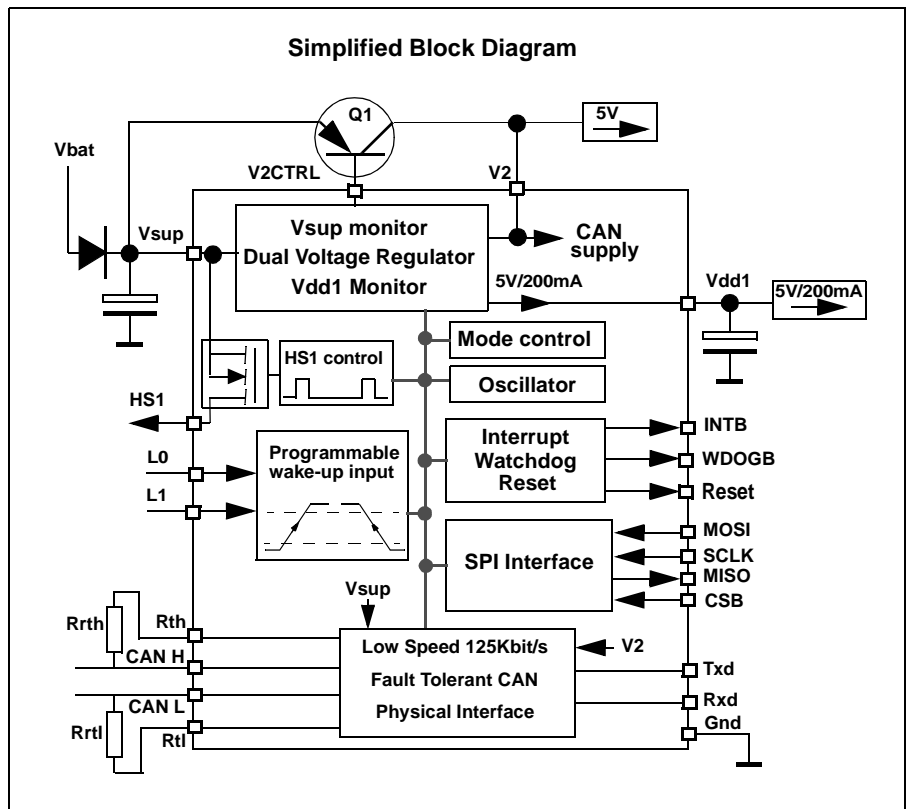 Simplified Block Diagram
Q1
5V
Vbat
V2CTRL
V2
Vsup
Vsup monitor
Dual Voltage Regulator
Vdd1 Monitor
CAN
supply
5V/200mA
Vdd1
5V/200mA
Mode control
HS1 control
Oscillator
HS1
INTB
L0
Programmable
wake-up input
Interrupt
Watchdog
Reset
WDOGB
L1
Reset
MOSI
SPI Interface
SCLK
MISO
CSB
Vsup
Rrth
Rth
Low Speed 125Kbit/s
V2
CAN H
Fault Tolerant CAN
Txd
CAN L
Physical Interface
Rxd
Rrtl
Rtl
Gnd